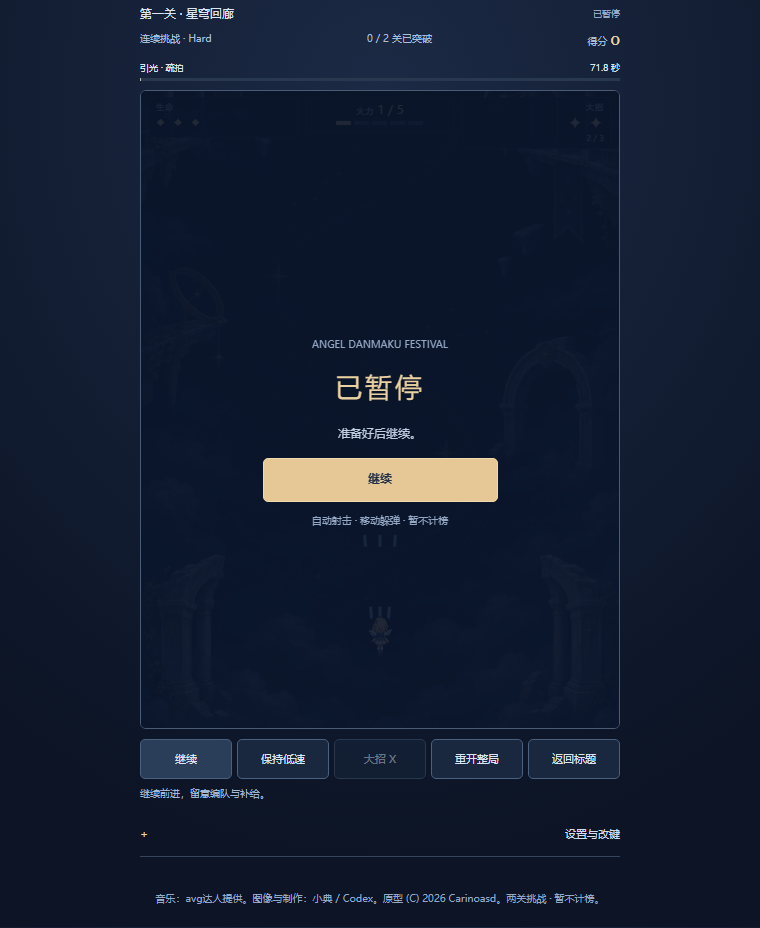 第一关 · 星穹回廊
已暂停
连续挑战 · Hard
0 / 2 关已突破
得分 0
引光 · 疏拍
71.8 秒
生命
火力 1 / 5
大招
2 / 3
ANGEL DANMAKU FESTIVAL
已暂停
准备好后继续。
继续
自动射击 · 移动躲弹 · 暂不计榜
继续
保持低速
大招 X
重开整局
返回标题
继续前进，留意编队与补给。
+
设置与改键
音乐：avg达人提供。图像与制作：小典 / Codex。原型 (C) 2026 Carinoasd。两关挑战 · 暂不计榜。